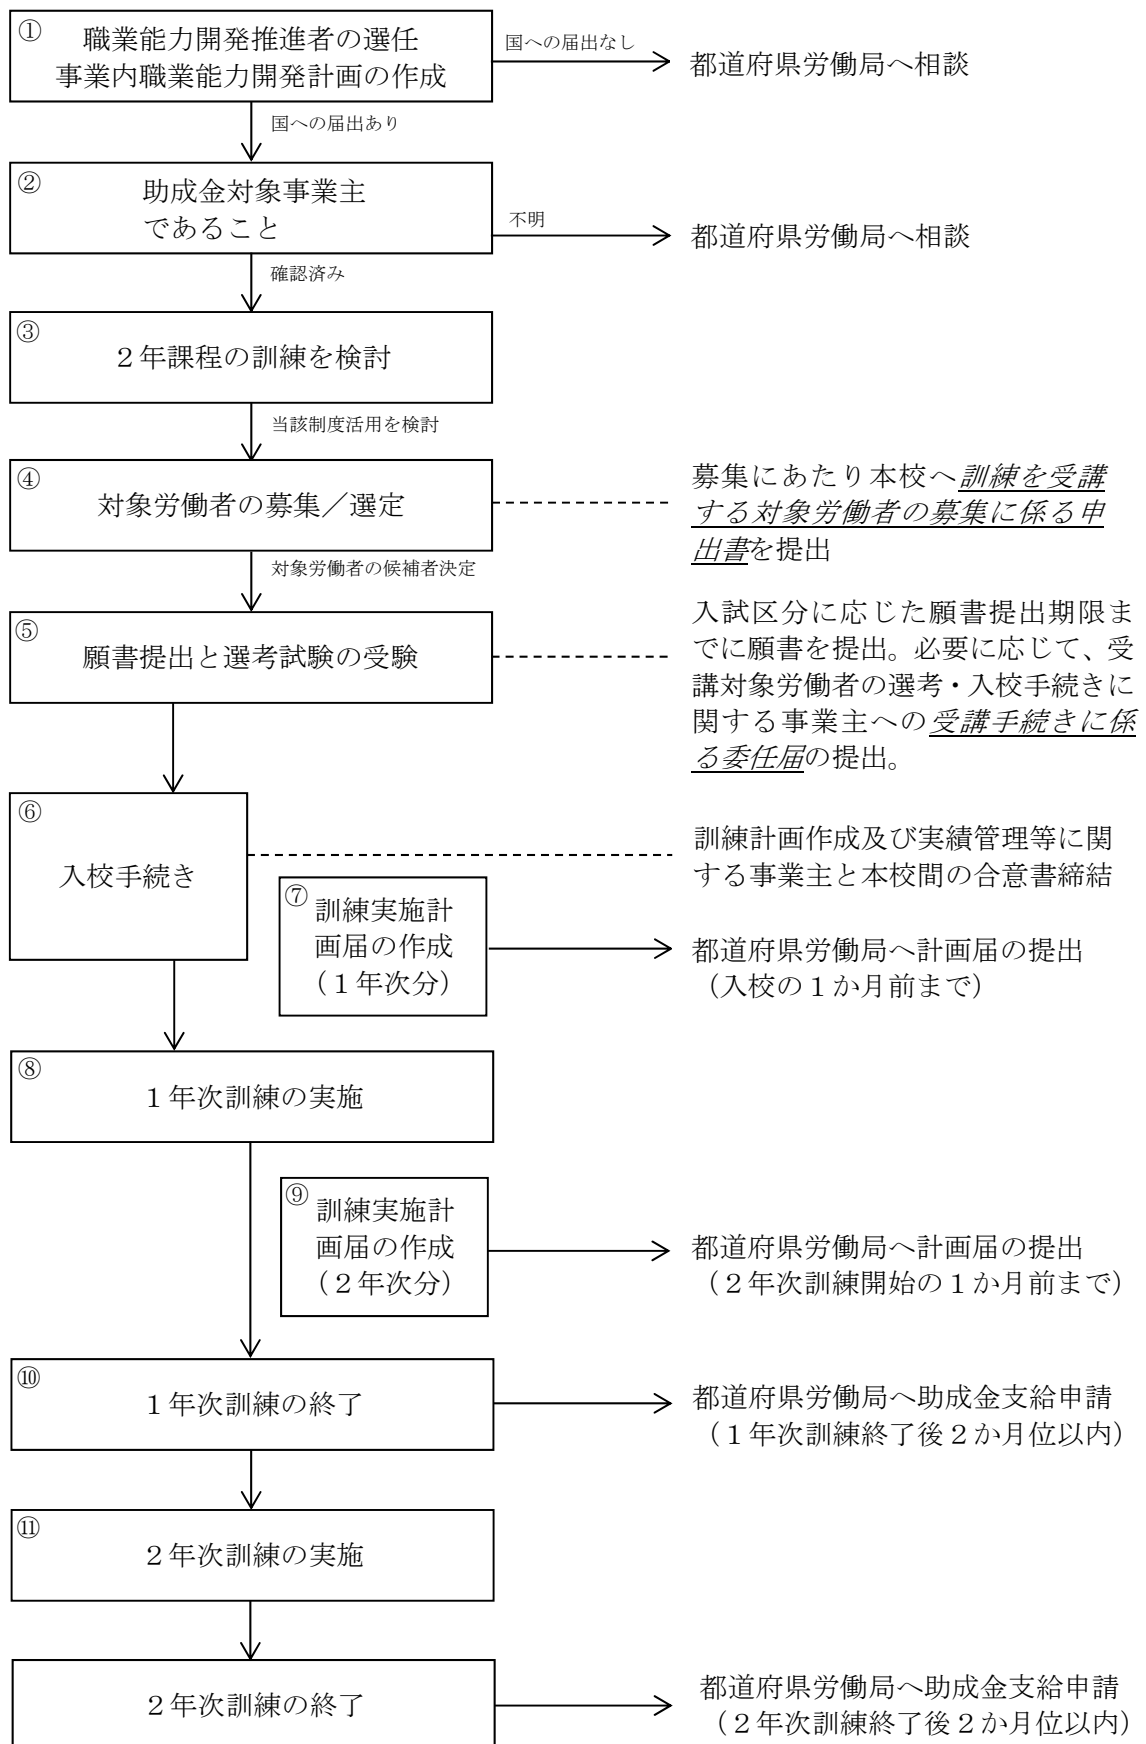 ①
職業能力開発推進者の選任
事業内職業能力開発計画の作成
国への届出なし
都道府県労働局へ相談
国への届出あり
②
助成金対象事業主
であること
不明
都道府県労働局へ相談
確認済み
③
２年課程の訓練を検討
当該制度活用を検討
④
対象労働者の募集／選定
募集にあたり本校へ訓練を受講
する対象労働者の募集に係る申
出書を提出
対象労働者の候補者決定
⑤
願書提出と選考試験の受験
入試区分に応じた願書提出期限ま
でに願書を提出。必要に応じて、受
講対象労働者の選考・入校手続きに
関する事業主への受講手続きに係
る委任届の提出。
⑥
入校手続き
訓練計画作成及び実績管理等に関
する事業主と本校間の合意書締結
⑦
訓練実施計
画届の作成
（１年次分）
都道府県労働局へ計画届の提出
（入校の１か月前まで）
⑧
１年次訓練の実施
⑨
訓練実施計
画届の作成
（２年次分）
都道府県労働局へ計画届の提出
（２年次訓練開始の１か月前まで）
⑩
１年次訓練の終了
都道府県労働局へ助成金支給申請
（１年次訓練終了後２か月位以内）
⑪
２年次訓練の実施
２年次訓練の終了
都道府県労働局へ助成金支給申請
（２年次訓練終了後２か月位以内）